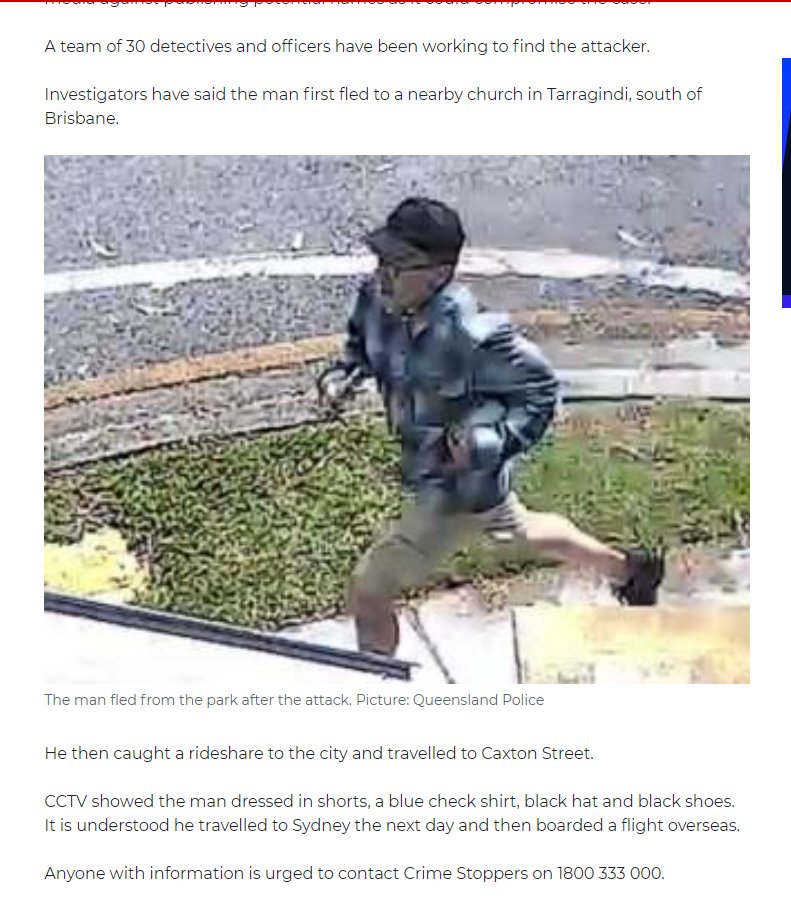 A team of 30 detectives and officers have been working to find the attacker.
Investigators have said the man first fled to a nearby church in Tarragindi, south of
Brisbane.
The man fled from the park after the attack. Picture: Queensland Police
He then caught a rideshare to the city and travelled to Caxton Street.
CCTV showed the man dressed in shorts, a blue check shirt, black hat and black shoes.
It is understood he travelled to Sydney the next day and then boarded a flight overseas.
Anyone with information is urged to contact Crime Stoppers on 1800 333 000.